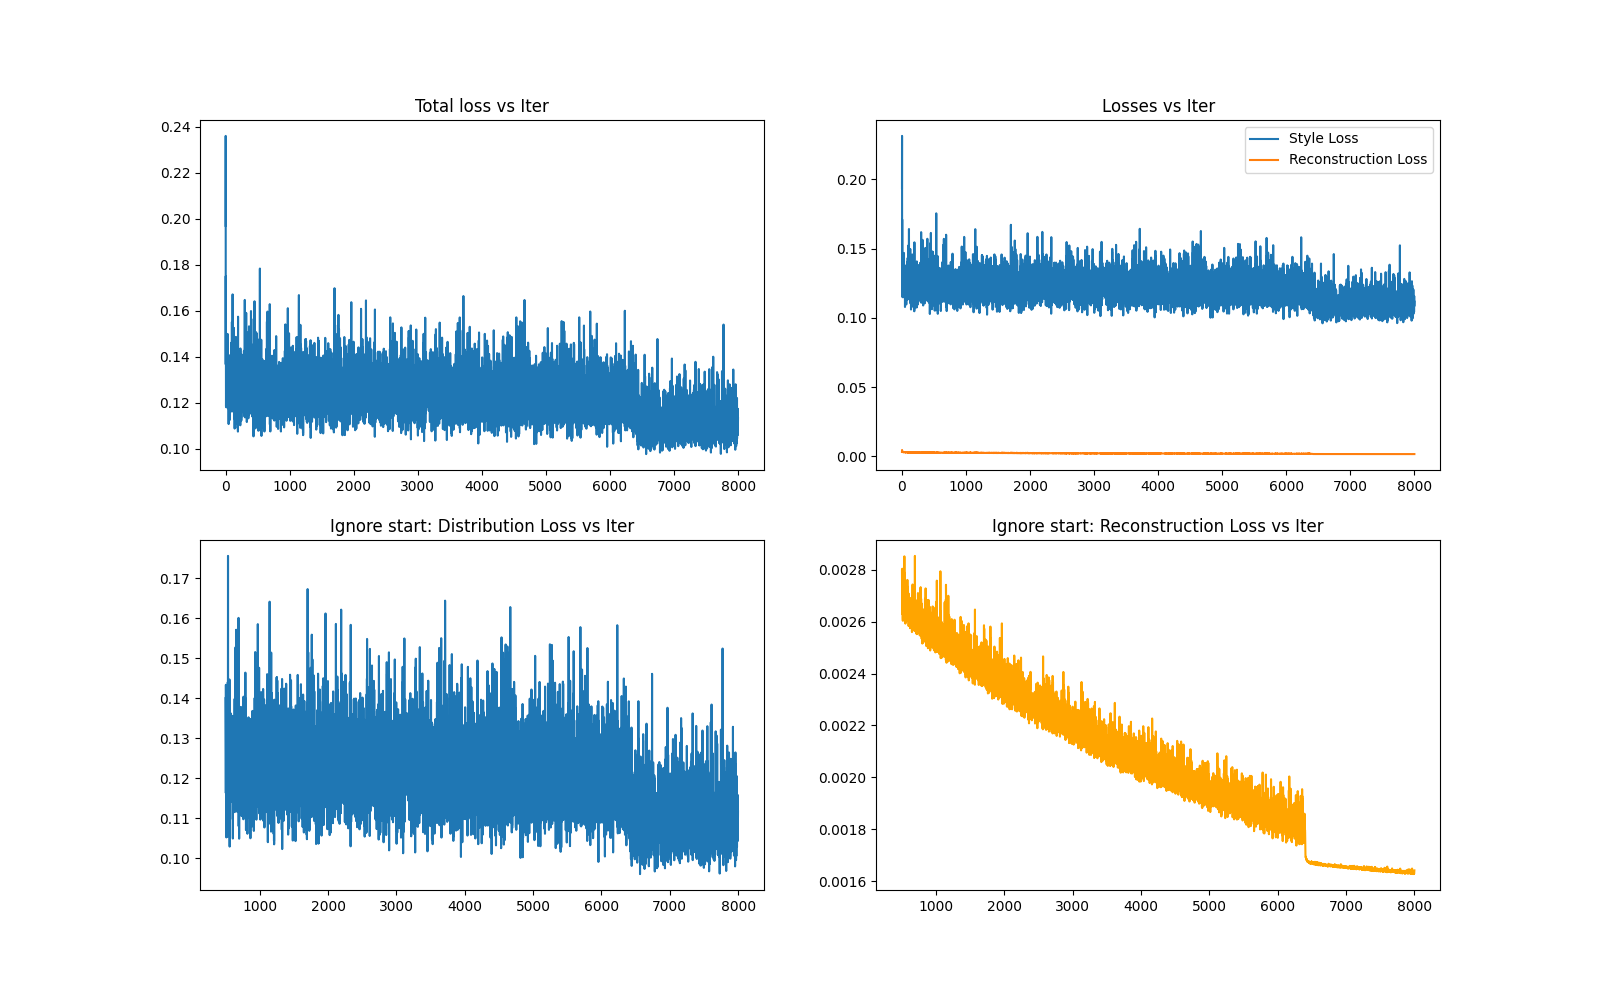 Total loss vs Iter
0.24
0.22
0.20
0.18
0.16
0.14
0.12
0.10
0 1000 2000 3000 4000 5000 6000 7000 8000
Losses vs Iter
Style Loss
Reconstruction Loss
0.20
0.15
0.10
0.05
0.00
0 1000 2000 3000 4000 5000 6000 7000 8000
Ignore start: Distribution Loss vs Iter
0.17
0.16
0.15
0.14
0.13
0.12
0.11
0.10
1000 2000 3000 4000 5000 6000 7000 8000
Ignore start: Reconstruction Loss vs Iter
0.0028
0.0026
0.0024
0.0022
0.0020
0.0018
0.0016
1000 2000 3000 4000 5000 6000 7000 8000